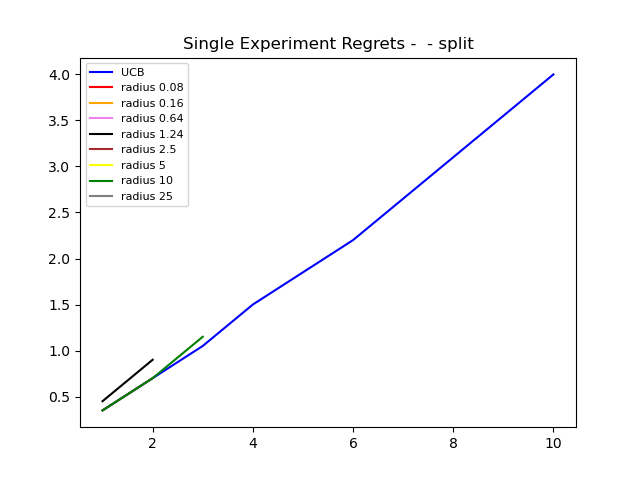 Single Experiment Regrets -  - split
UCB
radius 0.08
radius 0.16
radius 0.64
radius 1.24
radius 2.5
radius 5
radius 10
radius 25
4.0
3.5
3.0
2.5
2.0
1.5
1.0
0.5
2 4 6 8 10